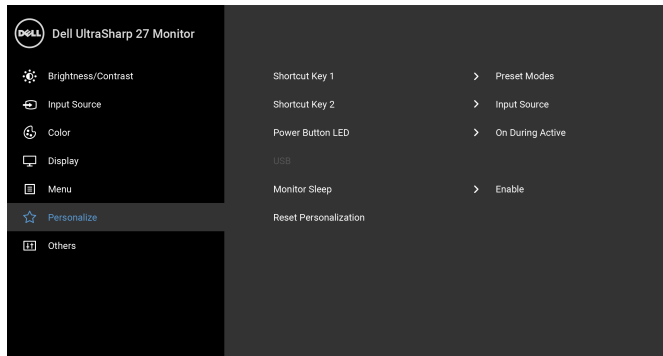 DELL Dell UltraSharp 27 Monitor
Brightness/Contrast Shortcut Key 1 > Preset Modes
Input Source Shortcut Key 2 > Input Source
Color Power Button LED > On During Active
Display USB
Menu Monitor Sleep > Enable
Personalize Reset Personalization
Others